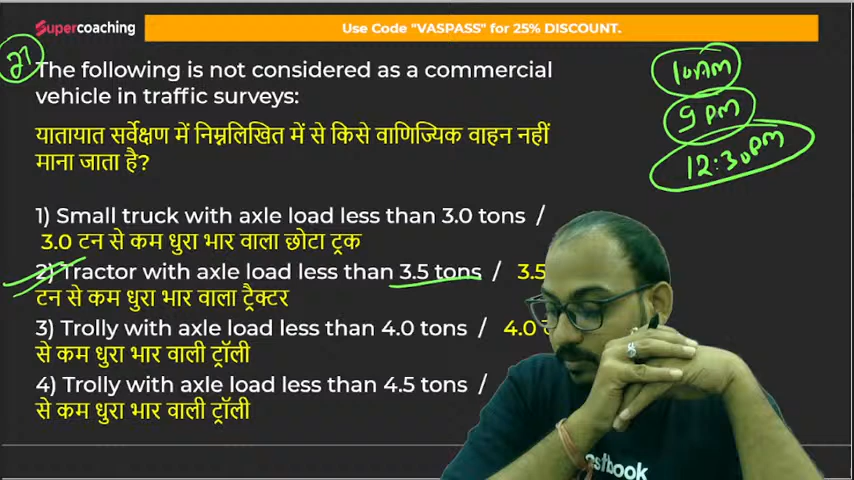 Supercoaching
Use Code "VASPASS" for 25% DISCOUNT.
21
The following is not considered as a commercial
vehicle in traffic surveys:
यातायात सर्वेक्षण में निम्नलिखित में से किसे वाणिज्यिक वाहन नहीं
माना जाता है?
10AM
9 PM
12:30PM
1) Small truck with axle load less than 3.0 tons /
3.0 टन से कम धुरा भार वाला छोटा ट्रक
2) Tractor with axle load less than 3.5 tons / 3.5
टन से कम धुरा भार वाला ट्रैक्टर
3) Trolly with axle load less than 4.0 tons / 4.0
से कम धुरा भार वाली ट्रॉली
4) Trolly with axle load less than 4.5 tons /
से कम धुरा भार वाली ट्रॉली
stbook